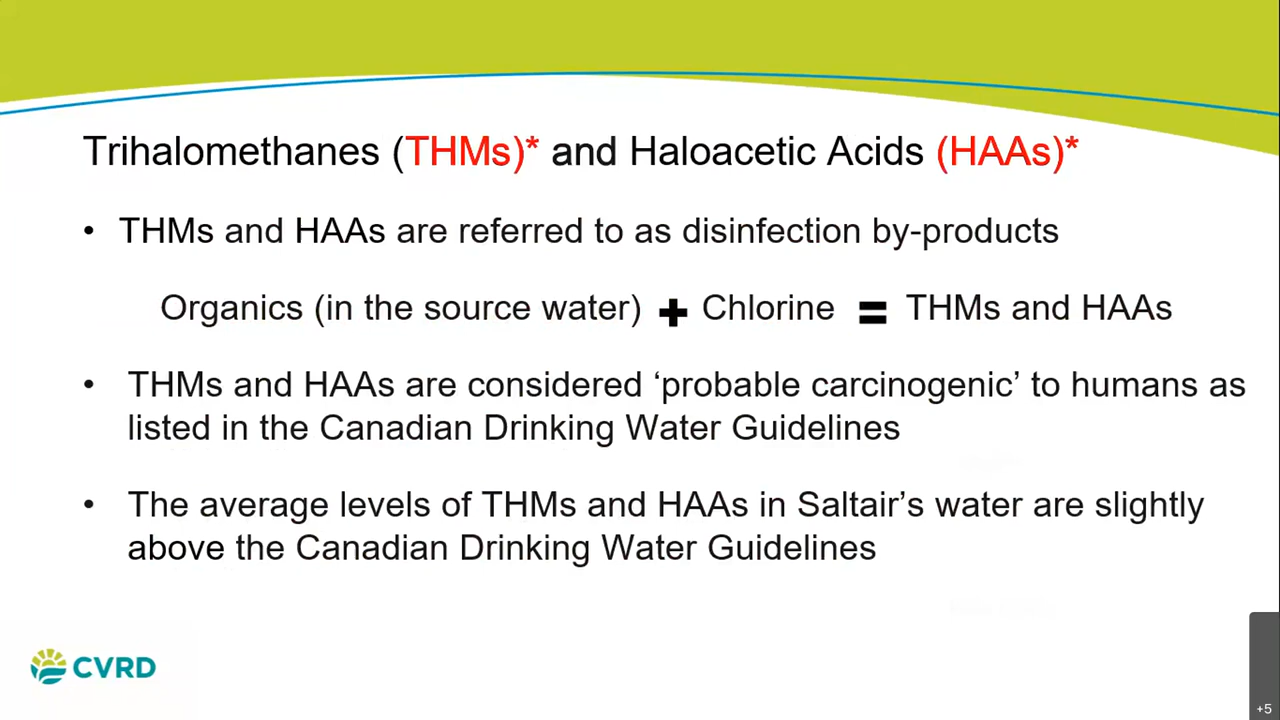 Trihalomethanes (THMs)* and Haloacetic Acids (HAAs)*
• THMs and HAAs are referred to as disinfection by-products
Organics (in the source water) + Chlorine = THMs and HAAs
• THMs and HAAs are considered ‘probable carcinogenic’ to humans as
listed in the Canadian Drinking Water Guidelines
• The average levels of THMs and HAAs in Saltair’s water are slightly
above the Canadian Drinking Water Guidelines
CVRD
+5